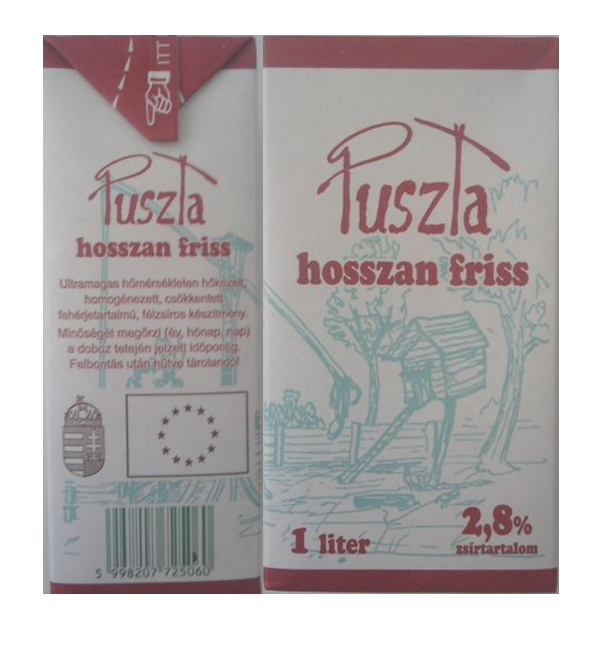 ITT
Puszta
hosszan friss
Ultramagas hőmérsékleten hőkezelt,
homogénezett, csökkentett
fehérjetartalmú, félzsíros készítmény.
Minőségét megőrzi (év, hónap, nap)
a doboz tetején jelzett időpontig.
Felbontás után hűtve tárolandó!
5 998207 725060
Puszta
hosszan friss
1 liter
2,8%
zsírtartalom